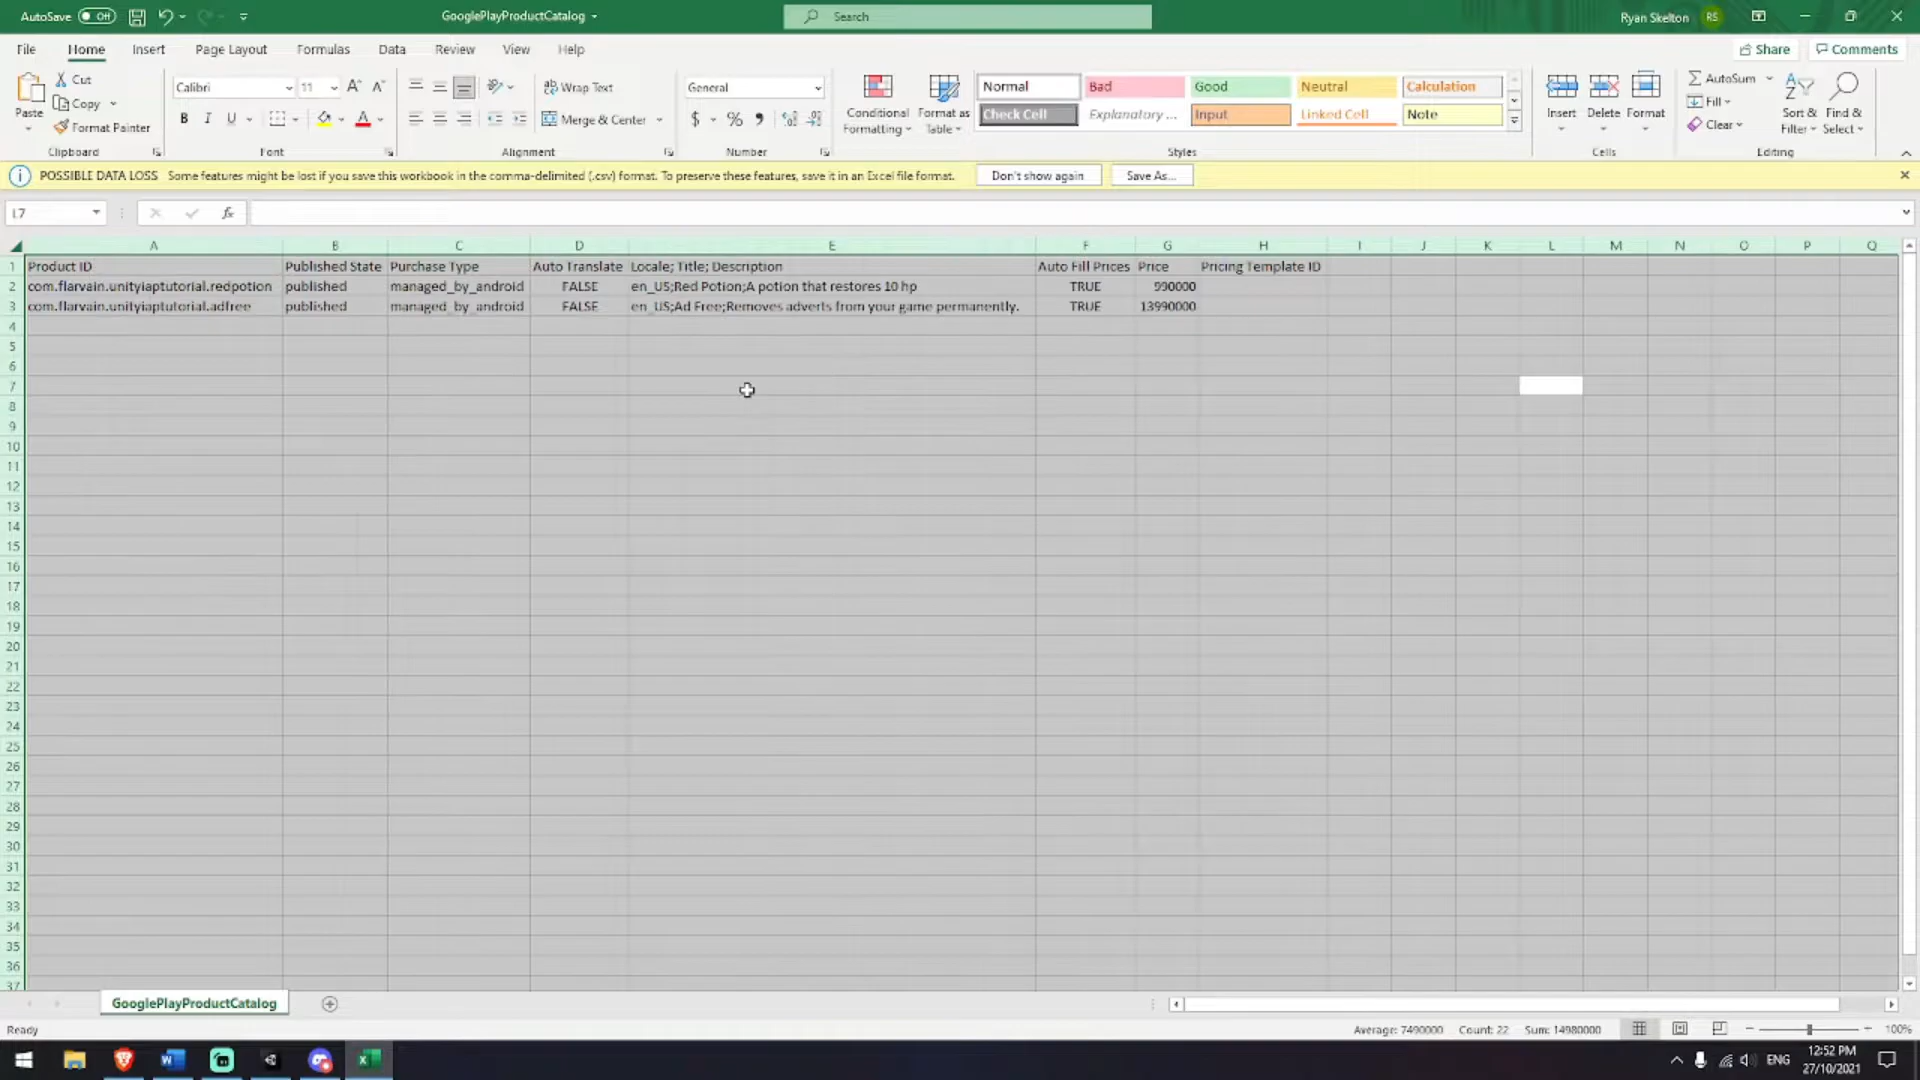 AutoSave Off GooglePlayProductCatalog Search Ryan Skelton RS
File Home Insert Page Layout Formulas Data Review View Help Share Comments
Paste Cut Copy Format Painter
Calibri 11 A A
B I U A
Wrap Text
Merge & Center
General
$ % 9
Conditional Formatting
Format as Table
Normal Bad Good Neutral Calculation
Check Cell Explanatory ... Input Linked Cell Note
Insert Delete Format
AutoSum
Fill
Clear
Sort & Filter
Find & Select
Clipboard Font Alignment Number Styles Cells Editing
POSSIBLE DATA LOSS Some features might be lost if you save this workbook in the comma-delimited (.csv) format. To preserve these features, save it in an Excel file format. Don't show again Save As...
L7 fx
A B C D E F G H I J K L M N O P Q
1 Product ID Published State Purchase Type Auto Translate Locale; Title; Description Auto Fill Prices Price Pricing Template ID
2 com.flarvain.unityiaptutorial.redpotion published managed_by_android FALSE en_US;Red Potion;A potion that restores 10 hp TRUE 990000
3 com.flarvain.unityiaptutorial.adfree published managed_by_android FALSE en_US;Ad Free;Removes adverts from your game permanently. TRUE 13990000
4
5
6
7
8
9
10
11
12
13
14
15
16
17
18
19
20
21
22
23
24
25
26
27
28
29
30
31
32
33
34
35
36
37
GooglePlayProductCatalog
Ready Average: 7490000 Count: 22 Sum: 14980000 100%
ENG 12:52 PM
27/10/2021